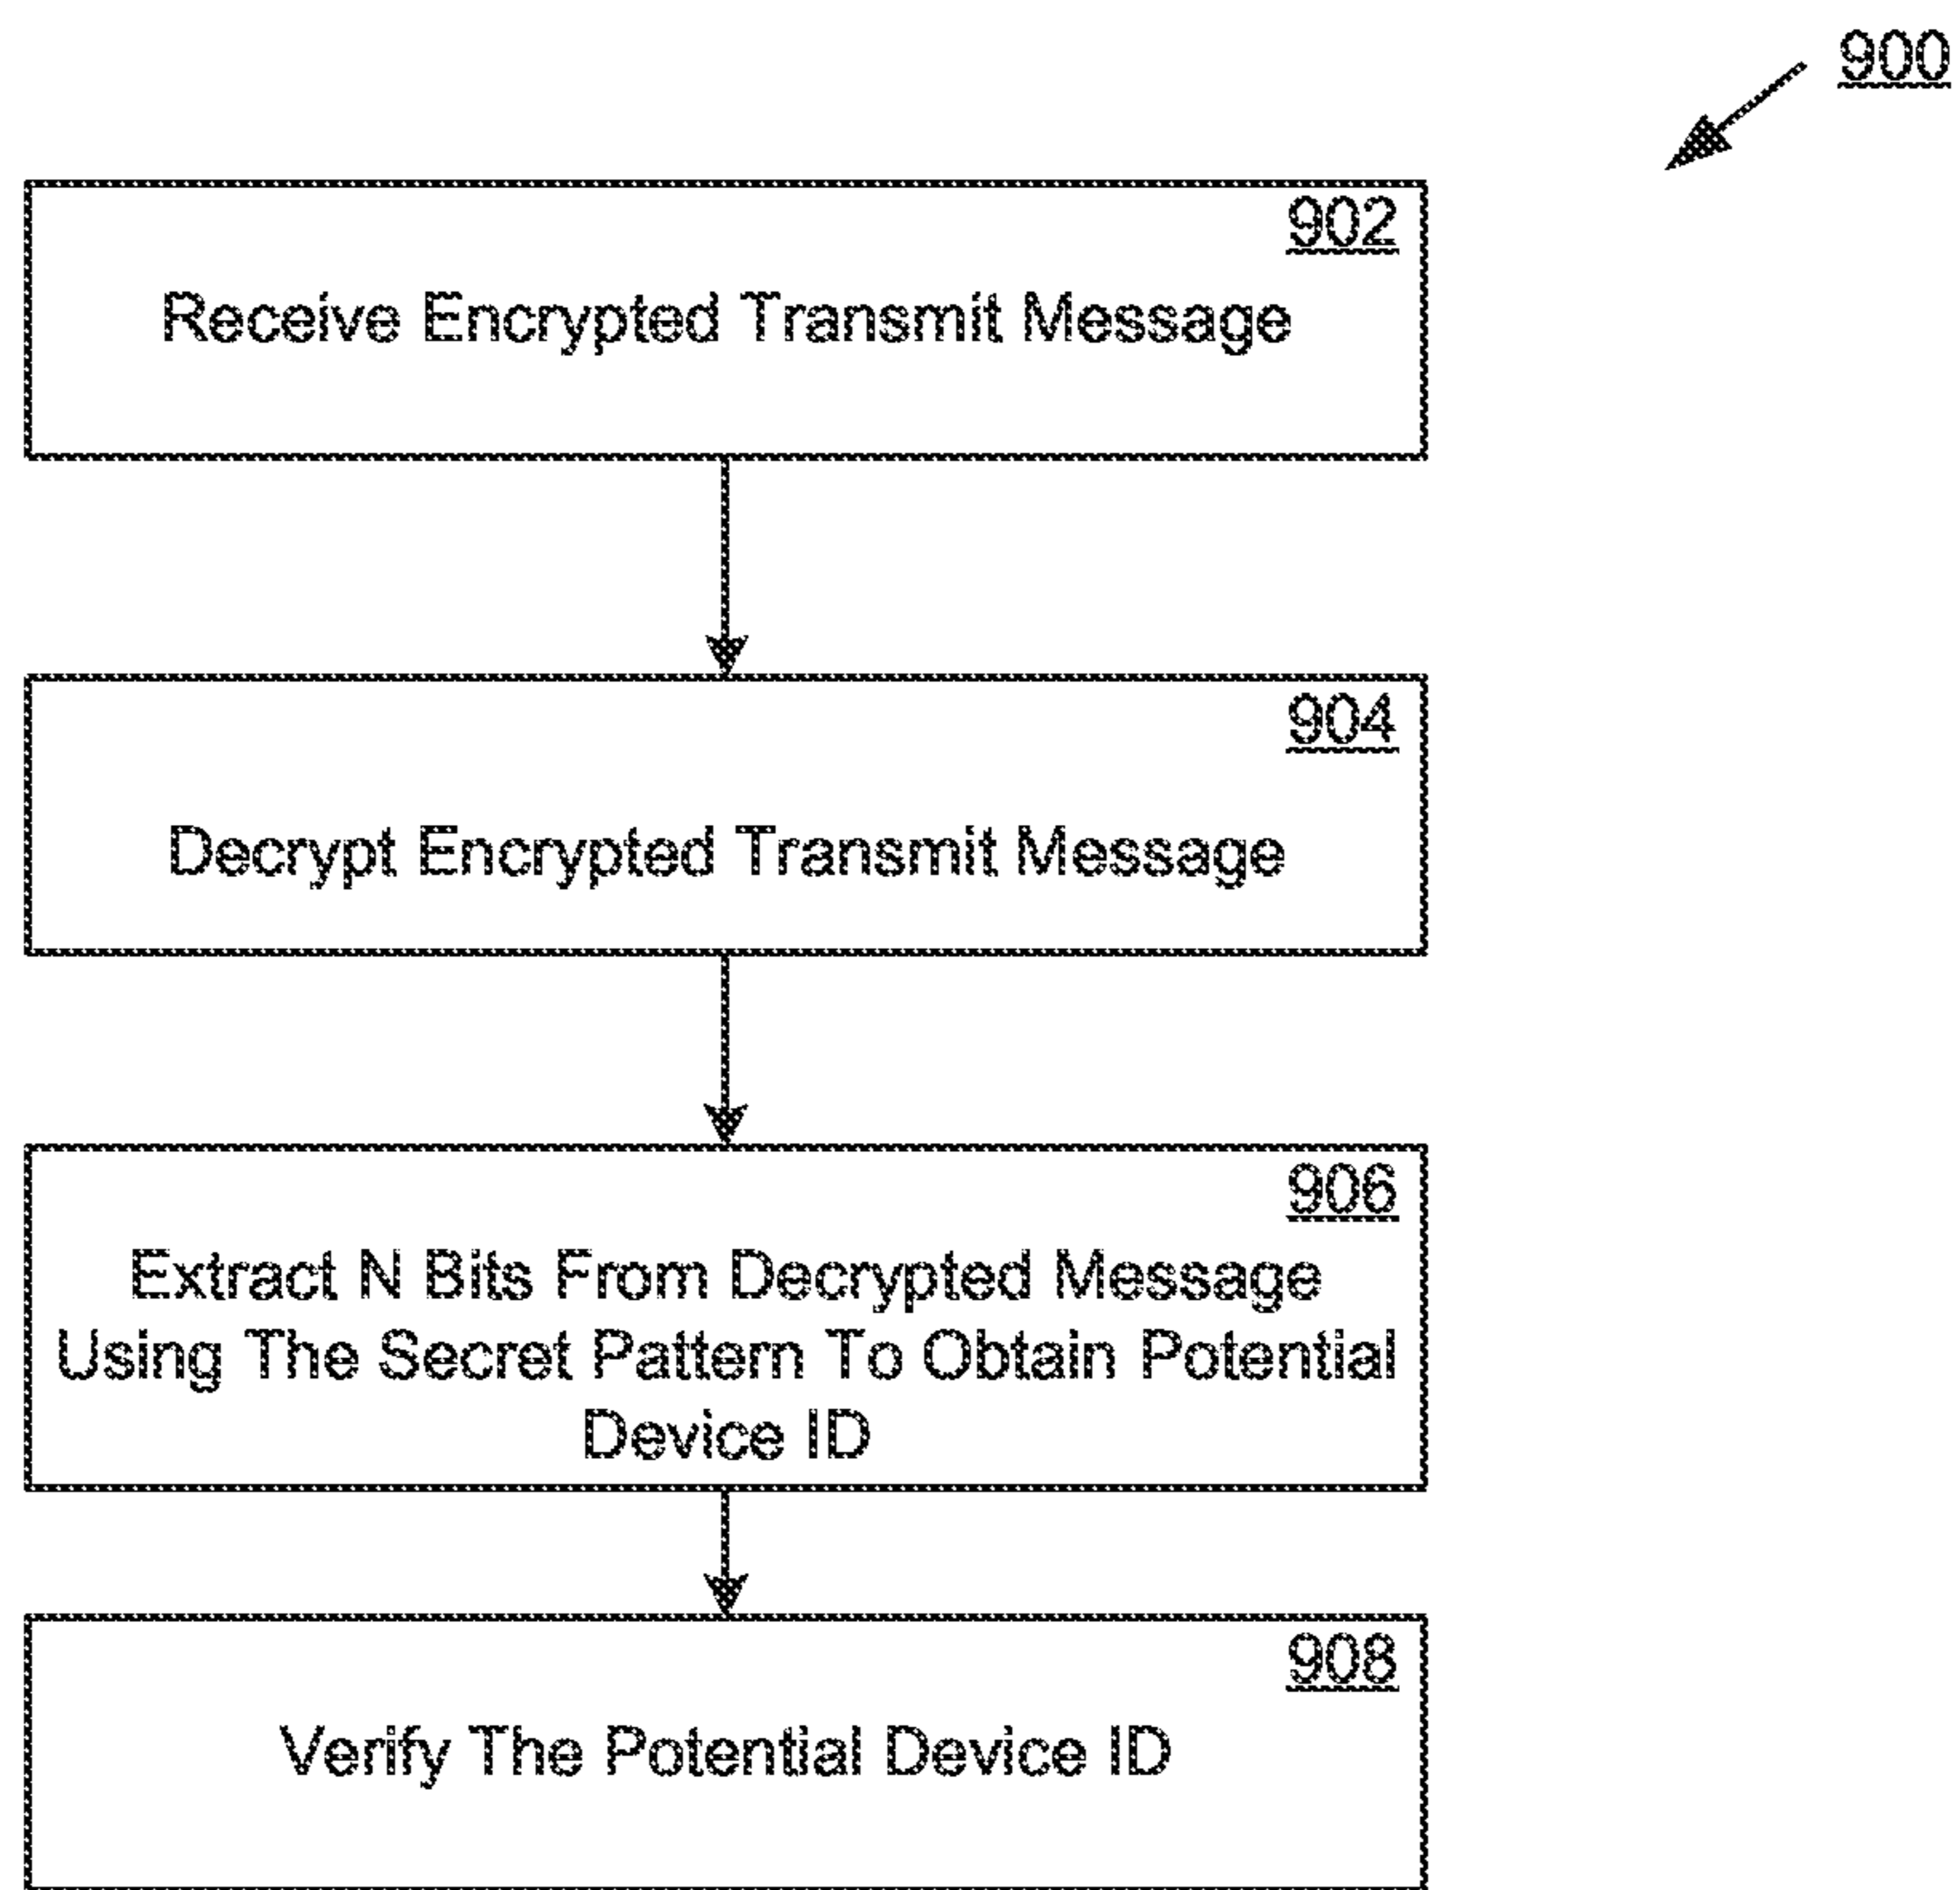 900
902
Receive Encrypted Transmit Message
904
Decrypt Encrypted Transmit Message
906
Extract N Bits From Decrypted Message
Using The Secret Pattern To Obtain Potential
Device ID
908
Verify The Potential Device ID